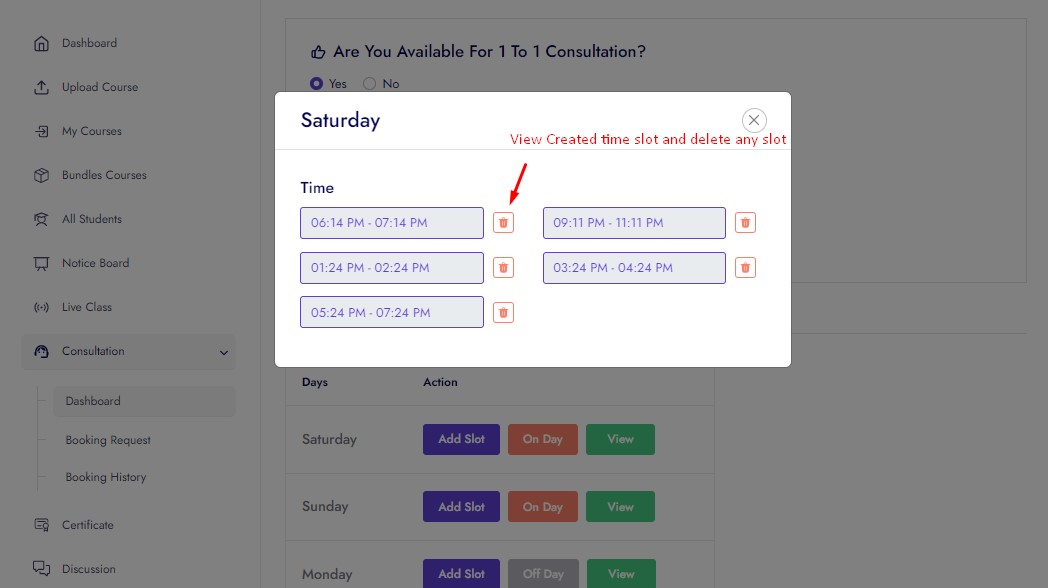 Dashboard
Upload Course
My Courses
Bundles Courses
All Students
Notice Board
Live Class
Consultation
Dashboard
Booking Request
Booking History
Certificate
Discussion
Are You Available For 1 To 1 Consultation?
Yes No
Saturday
View Created time slot and delete any slot
Time
06:14 PM - 07:14 PM 09:11 PM - 11:11 PM
01:24 PM - 02:24 PM 03:24 PM - 04:24 PM
05:24 PM - 07:24 PM
Days Action
Saturday Add Slot On Day View
Sunday Add Slot On Day View
Monday Add Slot Off Day View